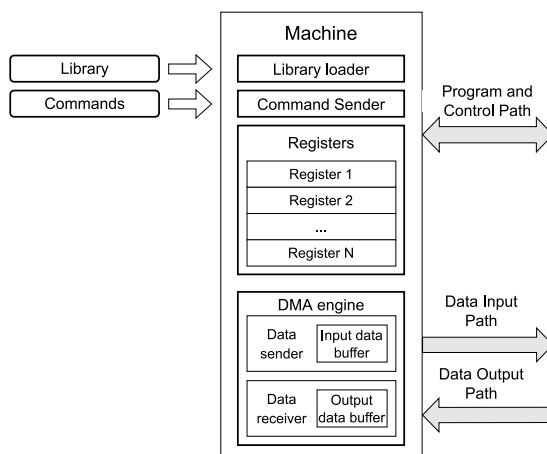 Machine
Library
Library loader
Commands
Command Sender
Program and
Control Path
Registers
Register 1
Register 2
...
Register N
DMA engine
Data
sender
Input data
buffer
Data Input
Path
Data
receiver
Output
data buffer
Data Output
Path